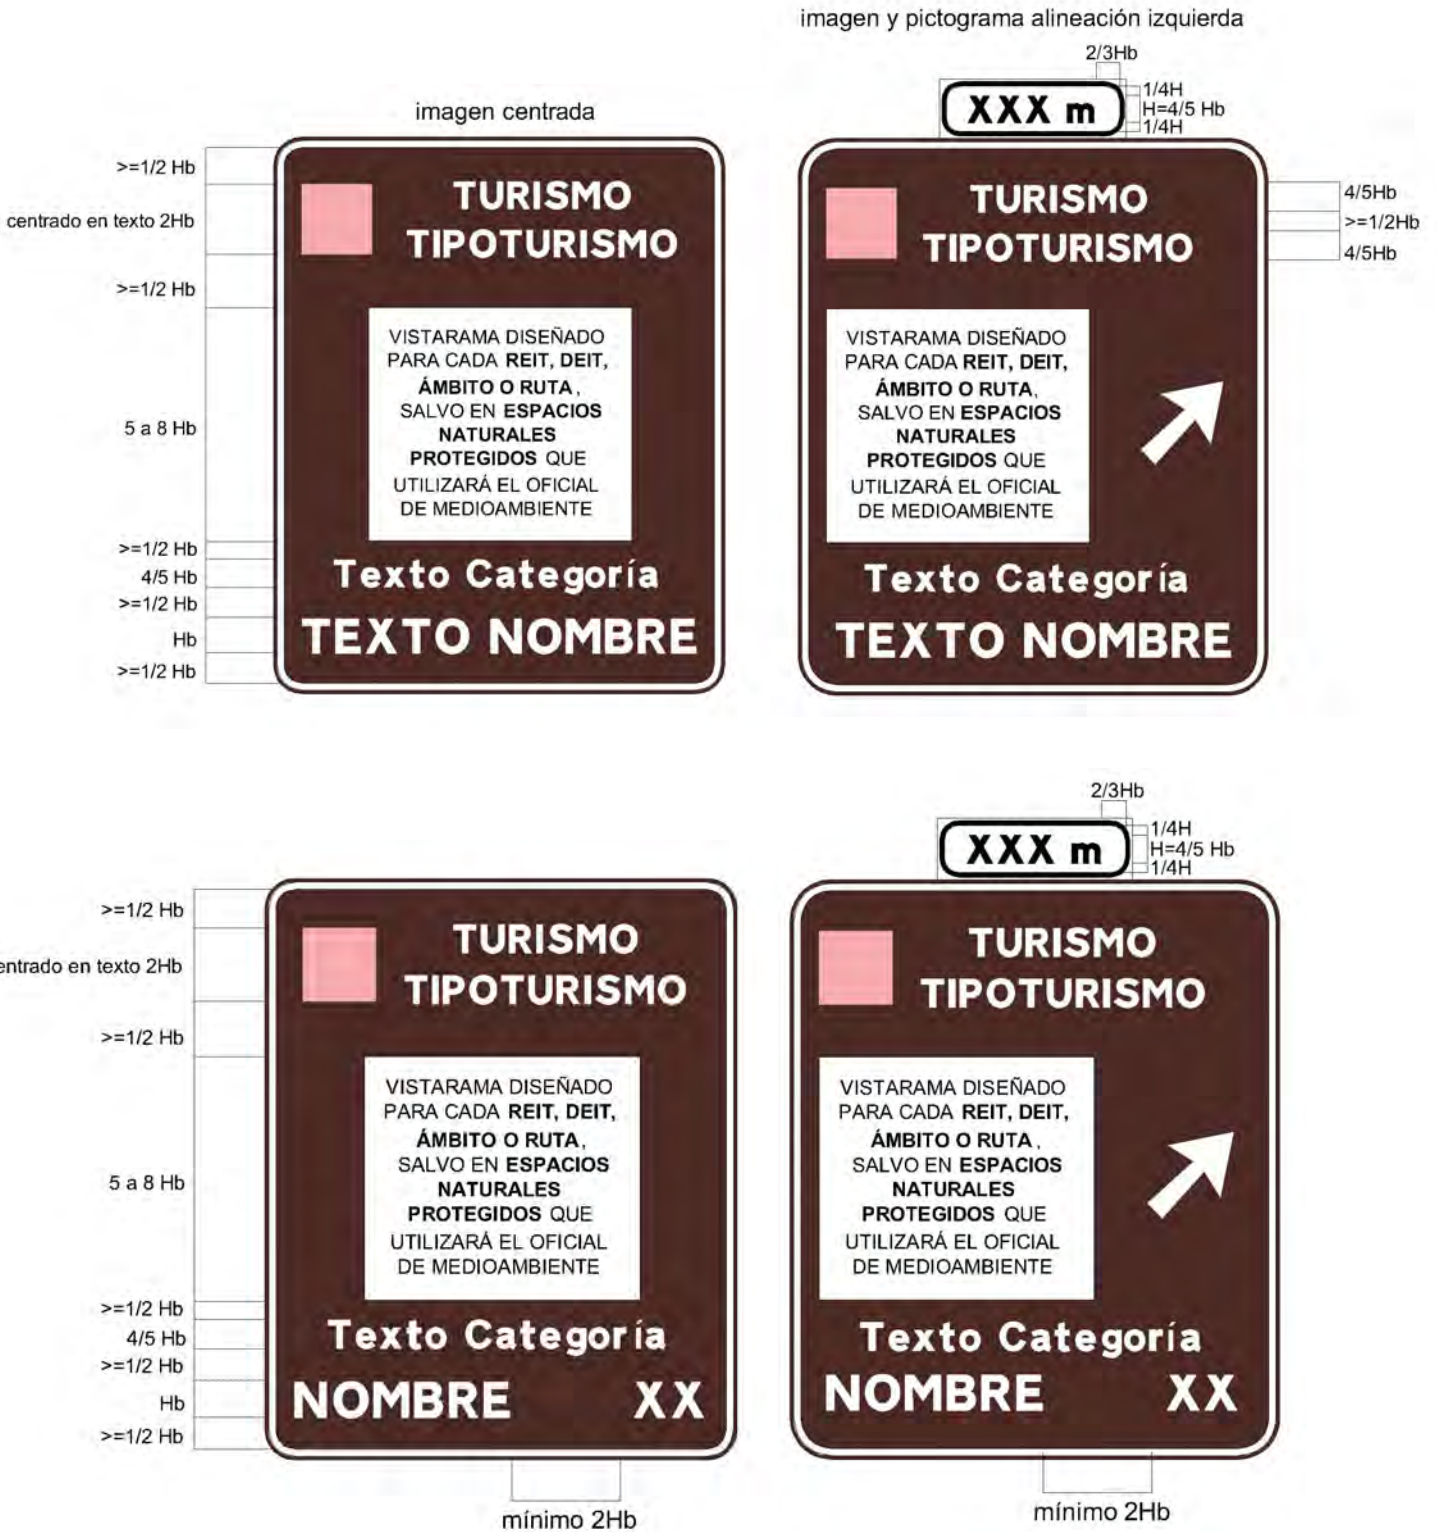 imagen y pictograma alineación izquierda
2/3Hb
1/4H
H=4/5 Hb
1/4H
XXX m
imagen centrada
>=1/2 Hb
centrado en texto 2Hb
>=1/2 Hb
5 a 8 Hb
>=1/2 Hb
4/5 Hb
>=1/2 Hb
Hb
>=1/2 Hb
TURISMO
TIPOTURISMO
VISTARAMA DISEÑADO
PARA CADA REIT, DEIT,
ÁMBITO O RUTA,
SALVO EN ESPACIOS
NATURALES
PROTEGIDOS QUE
UTILIZARÁ EL OFICIAL
DE MEDIOAMBIENTE
Texto Categoría
TEXTO NOMBRE
TURISMO
TIPOTURISMO
VISTARAMA DISEÑADO
PARA CADA REIT, DEIT,
ÁMBITO O RUTA,
SALVO EN ESPACIOS
NATURALES
PROTEGIDOS QUE
UTILIZARÁ EL OFICIAL
DE MEDIOAMBIENTE
Texto Categoría
TEXTO NOMBRE
4/5Hb
>=1/2Hb
4/5Hb
2/3Hb
1/4H
H=4/5 Hb
1/4H
XXX m
>=1/2 Hb
entrado en texto 2Hb
>=1/2 Hb
5 a 8 Hb
>=1/2 Hb
4/5 Hb
>=1/2 Hb
Hb
>=1/2 Hb
TURISMO
TIPOTURISMO
VISTARAMA DISEÑADO
PARA CADA REIT, DEIT,
ÁMBITO O RUTA,
SALVO EN ESPACIOS
NATURALES
PROTEGIDOS QUE
UTILIZARÁ EL OFICIAL
DE MEDIOAMBIENTE
Texto Categoría
NOMBRE XX
mínimo 2Hb
TURISMO
TIPOTURISMO
VISTARAMA DISEÑADO
PARA CADA REIT, DEIT,
ÁMBITO O RUTA,
SALVO EN ESPACIOS
NATURALES
PROTEGIDOS QUE
UTILIZARÁ EL OFICIAL
DE MEDIOAMBIENTE
Texto Categoría
NOMBRE XX
mínimo 2Hb